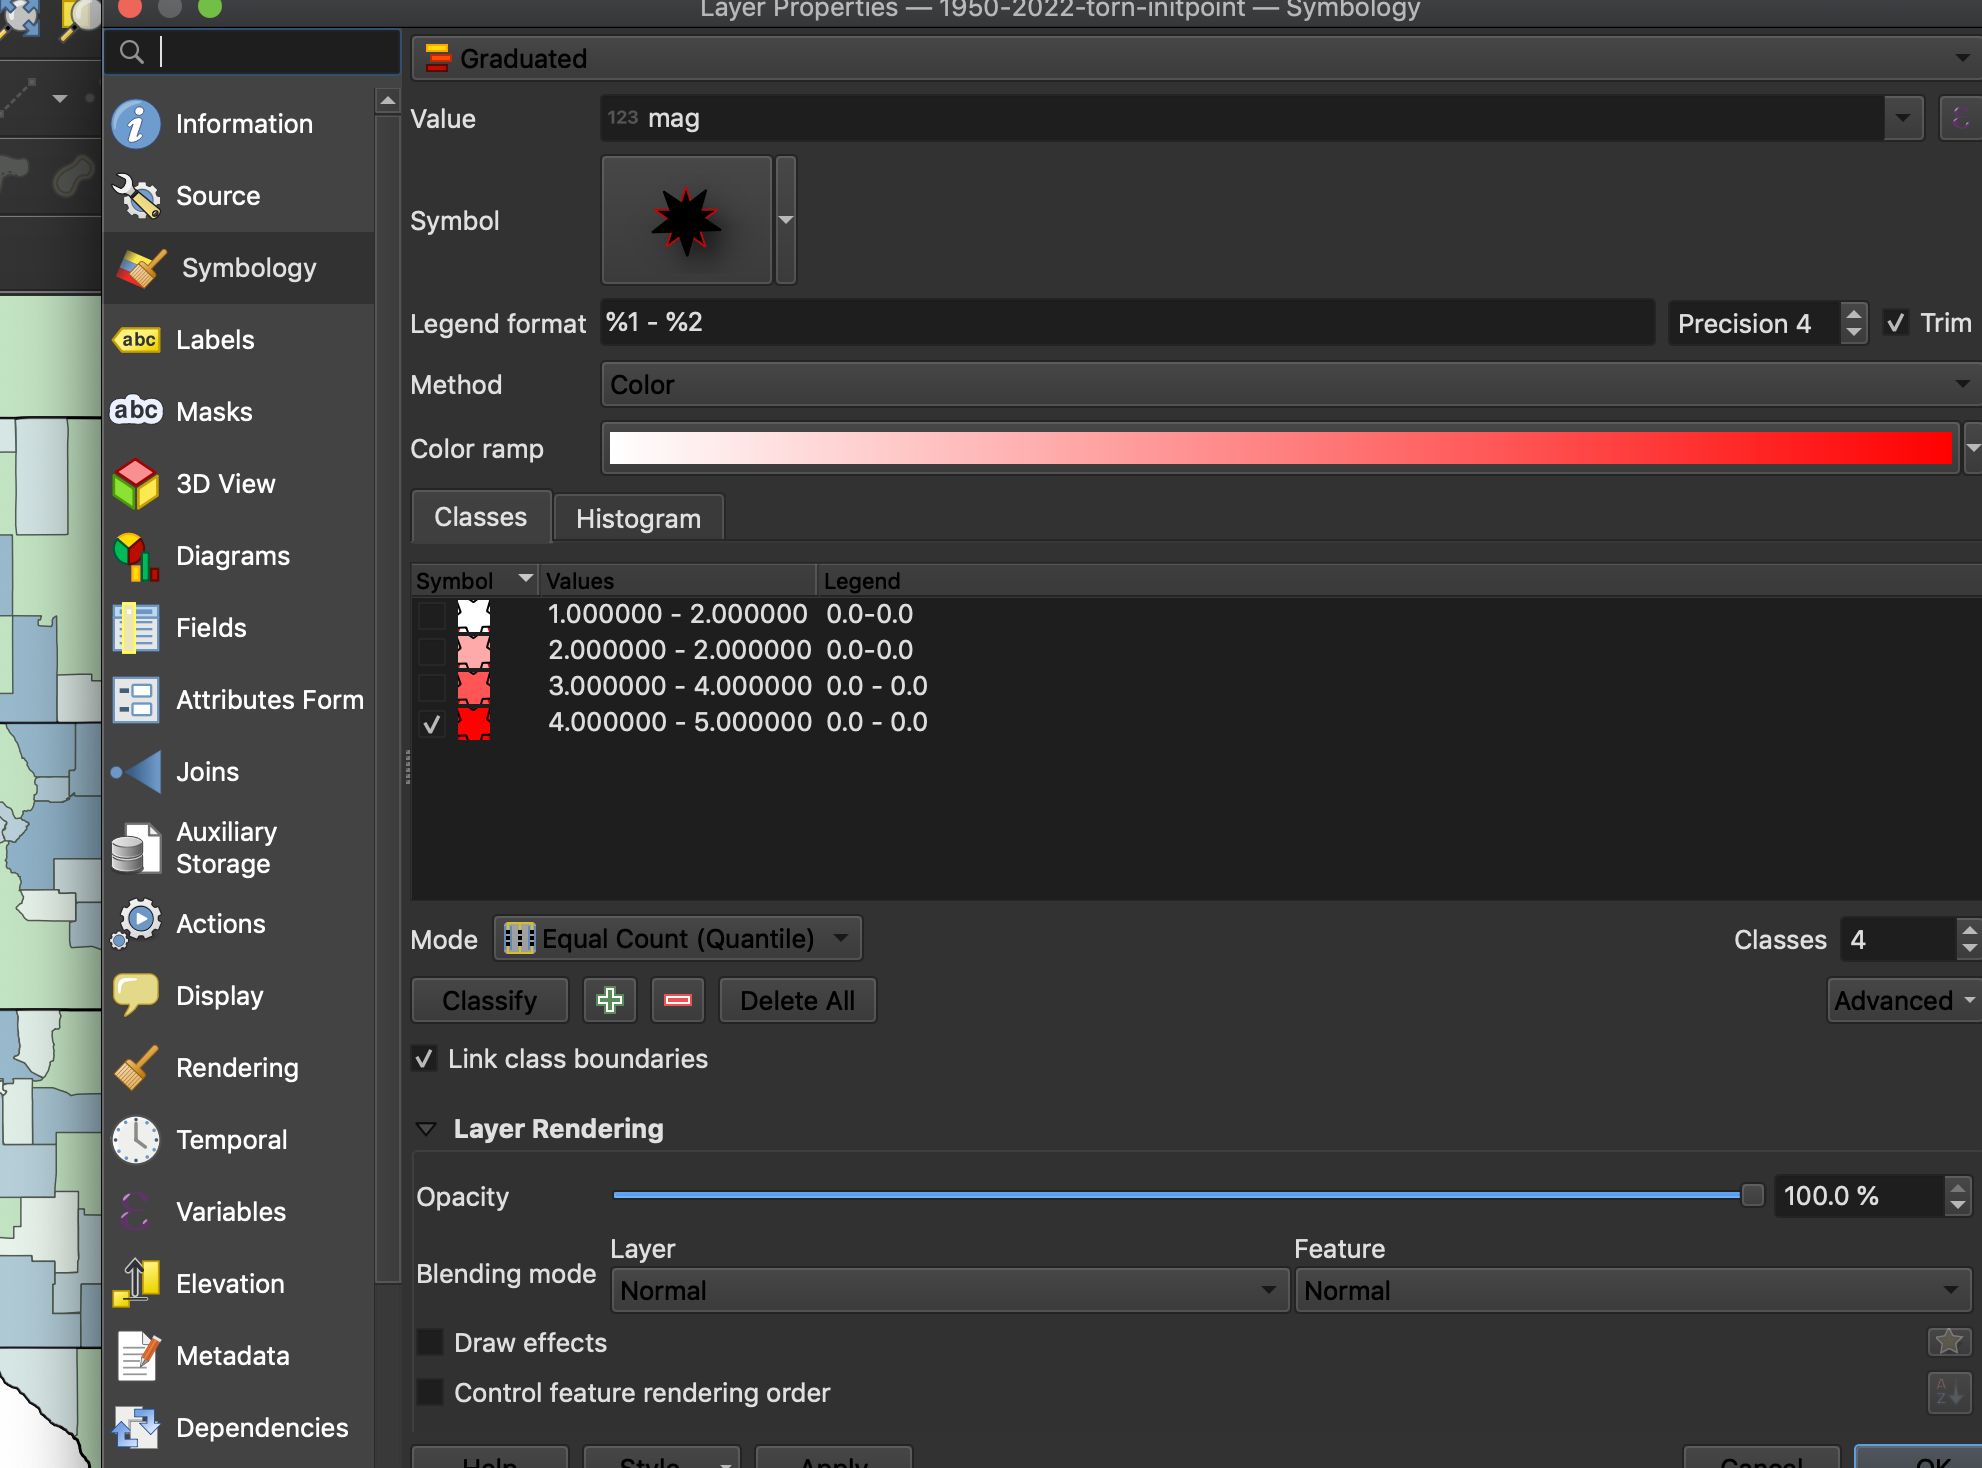 Layer Properties — 1950-2022-torn-initpoint — Symbology
Information
Source
Symbology
abc Labels
abc Masks
3D View
Diagrams
Fields
Attributes Form
Joins
Auxiliary
Storage
Actions
Display
Rendering
Temporal
Variables
Elevation
Metadata
Dependencies
Graduated
Value 123 mag
Symbol
Legend format %1 - %2 Precision 4 Trim
Method Color
Color ramp
Classes Histogram
Symbol Values Legend
1.000000 - 2.000000 0.0-0.0
2.000000 - 2.000000 0.0-0.0
3.000000 - 4.000000 0.0 - 0.0
4.000000 - 5.000000 0.0 - 0.0
Mode Equal Count (Quantile) Classes 4
Classify Delete All Advanced
Link class boundaries
Layer Rendering
Opacity 100.0 %
Layer Feature
Blending mode Normal Normal
Draw effects
Control feature rendering order
Help Style Apply Cancel OK